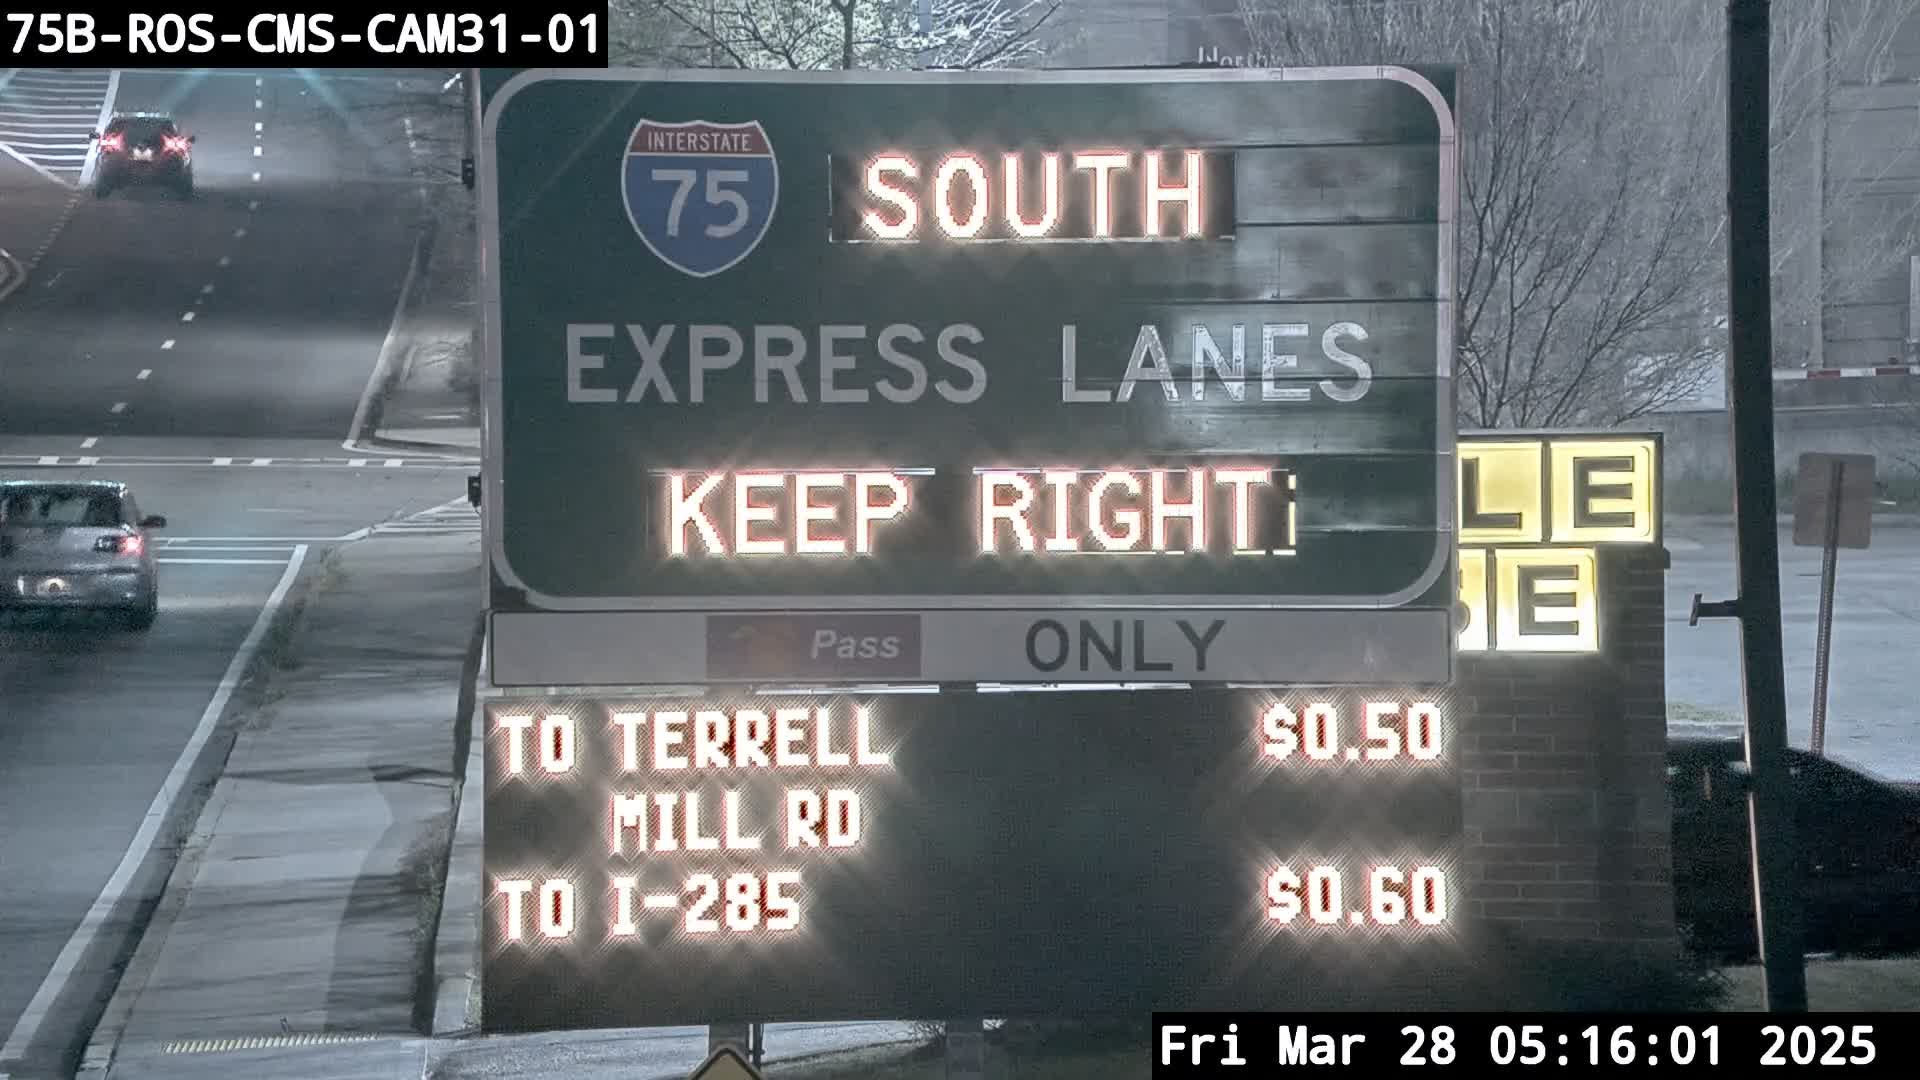 75B-ROS-CMS-CAM31-01
INTERSTATE
75
SOUTH
EXPRESS LANES
KEEP RIGHT
Pass ONLY
TO TERRELL $0.50
MILL RD
TO I-285 $0.60
LE
E
Fri Mar 28 05:16:01 2025